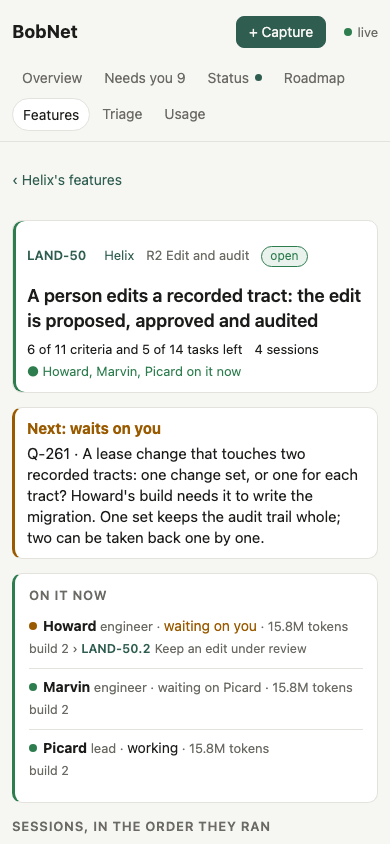 BobNet
+ Capture
live
Overview
Needs you 9
Status
Roadmap
Features
Triage
Usage
‹ Helix's features
LAND-50 Helix R2 Edit and audit open
A person edits a recorded tract: the edit
is proposed, approved and audited
6 of 11 criteria and 5 of 14 tasks left 4 sessions
Howard, Marvin, Picard on it now
Next: waits on you
Q-261 · A lease change that touches two
recorded tracts: one change set, or one for each
tract? Howard's build needs it to write the
migration. One set keeps the audit trail whole;
two can be taken back one by one.
ON IT NOW
Howard engineer · waiting on you · 15.8M tokens
build 2 › LAND-50.2 Keep an edit under review
Marvin engineer · waiting on Picard · 15.8M tokens
build 2
Picard lead · working · 15.8M tokens
build 2
SESSIONS, IN THE ORDER THEY RAN